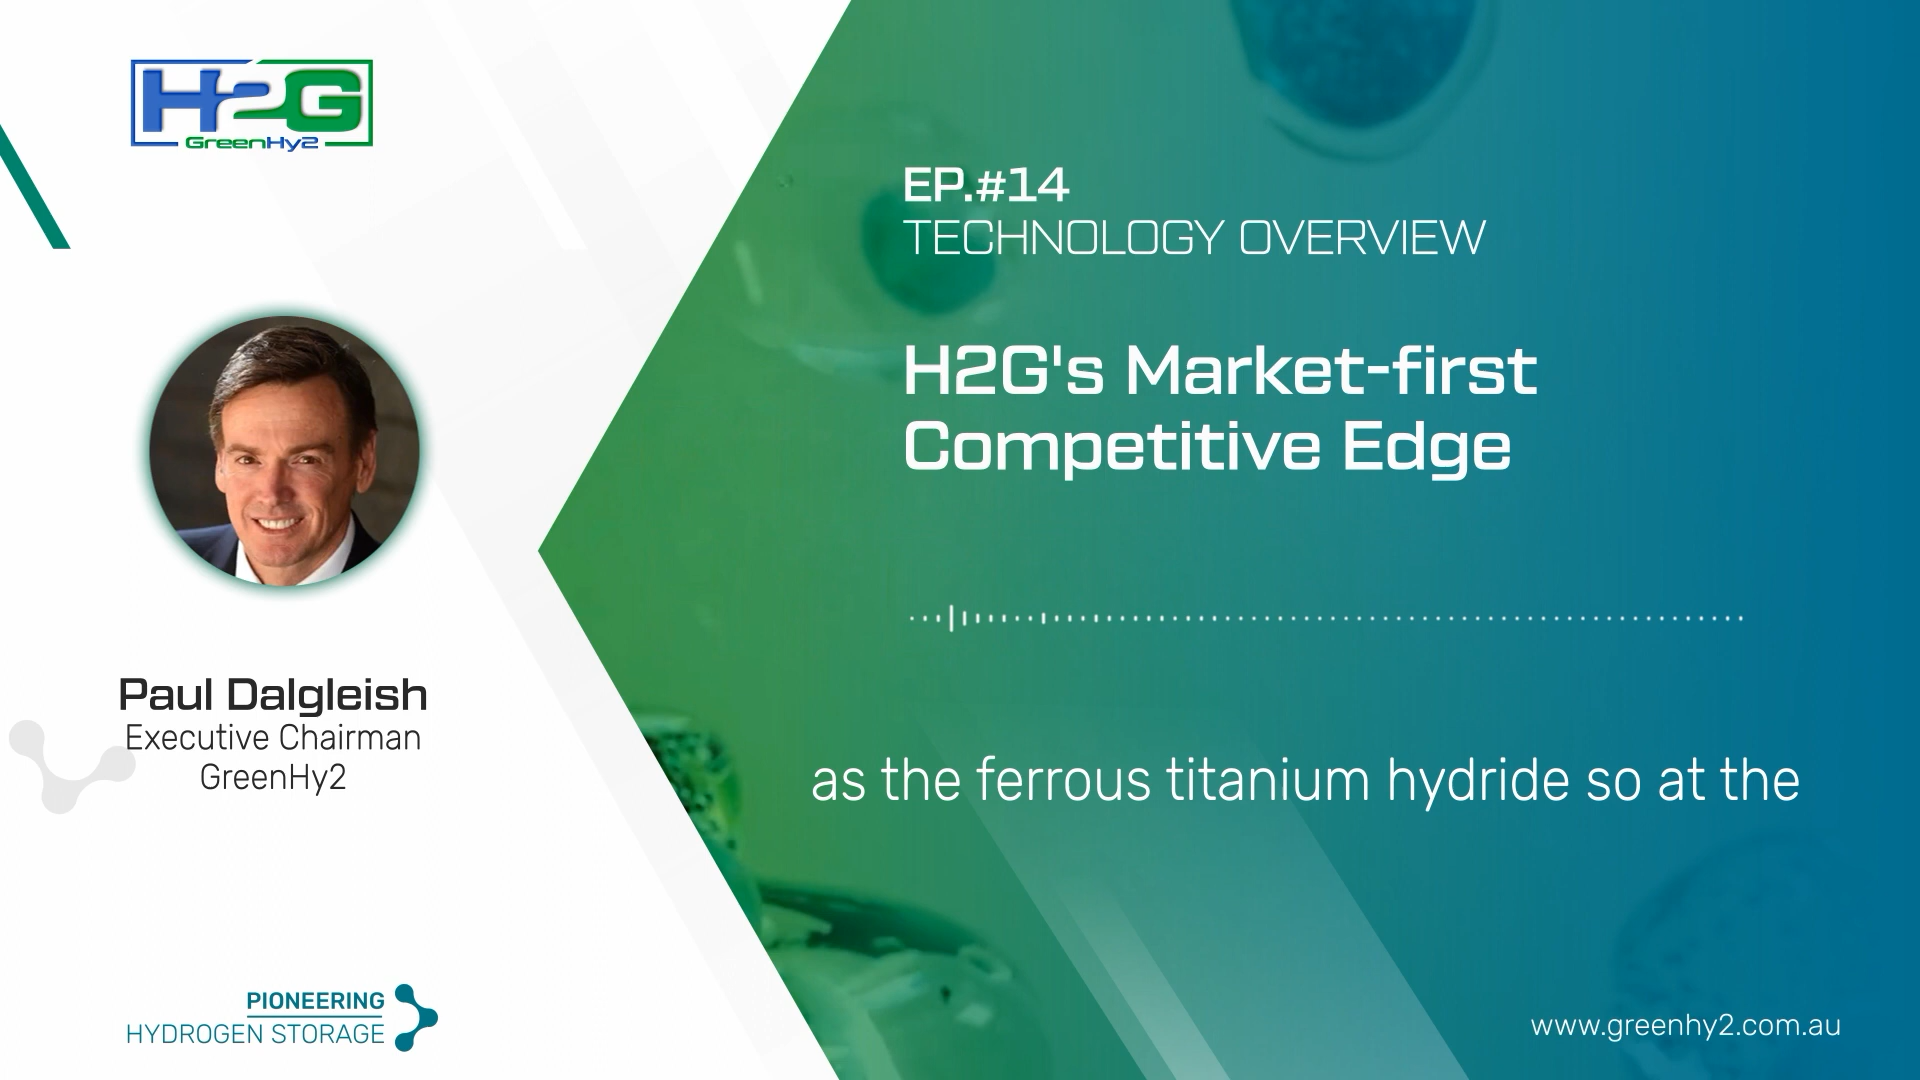 H2G
GreenHy2
EP.#14
TECHNOLOGY OVERVIEW
H2G's Market-first
Competitive Edge
Paul Dalgleish
Executive Chairman
GreenHy2
as the ferrous titanium hydride so at the
PIONEERING
HYDROGEN STORAGE
www.greenhy2.com.au